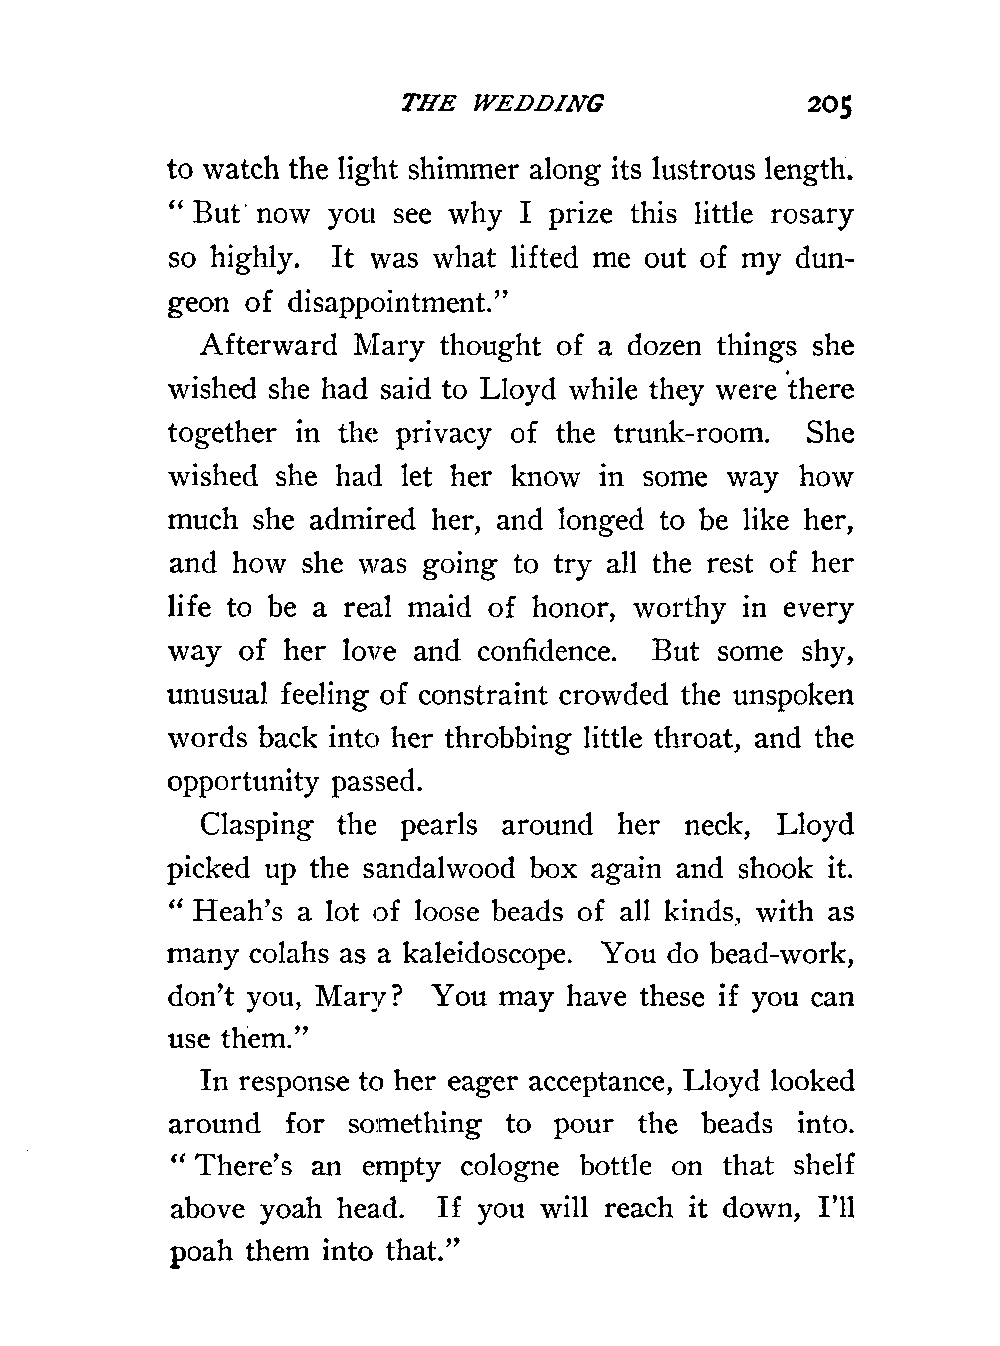 THE WEDDING 205
to watch the light shimmer along its lustrous length.
“ But now you see why I prize this little rosary
so highly. It was what lifted me out of my dun-
geon of disappointment.”
Afterward Mary thought of a dozen things she
wished she had said to Lloyd while they were there
together in the privacy of the trunk-room. She
wished she had let her know in some way how
much she admired her, and longed to be like her,
and how she was going to try all the rest of her
life to be a real maid of honor, worthy in every
way of her love and confidence. But some shy,
unusual feeling of constraint crowded the unspoken
words back into her throbbing little throat, and the
opportunity passed.
Clasping the pearls around her neck, Lloyd
picked up the sandalwood box again and shook it.
“ Heah’s a lot of loose beads of all kinds, with as
many colahs as a kaleidoscope. You do bead-work,
don’t you, Mary? You may have these if you can
use them.”
In response to her eager acceptance, Lloyd looked
around for something to pour the beads into.
“ There’s an empty cologne bottle on that shelf
above yoah head. If you will reach it down, I’ll
poah them into that.”